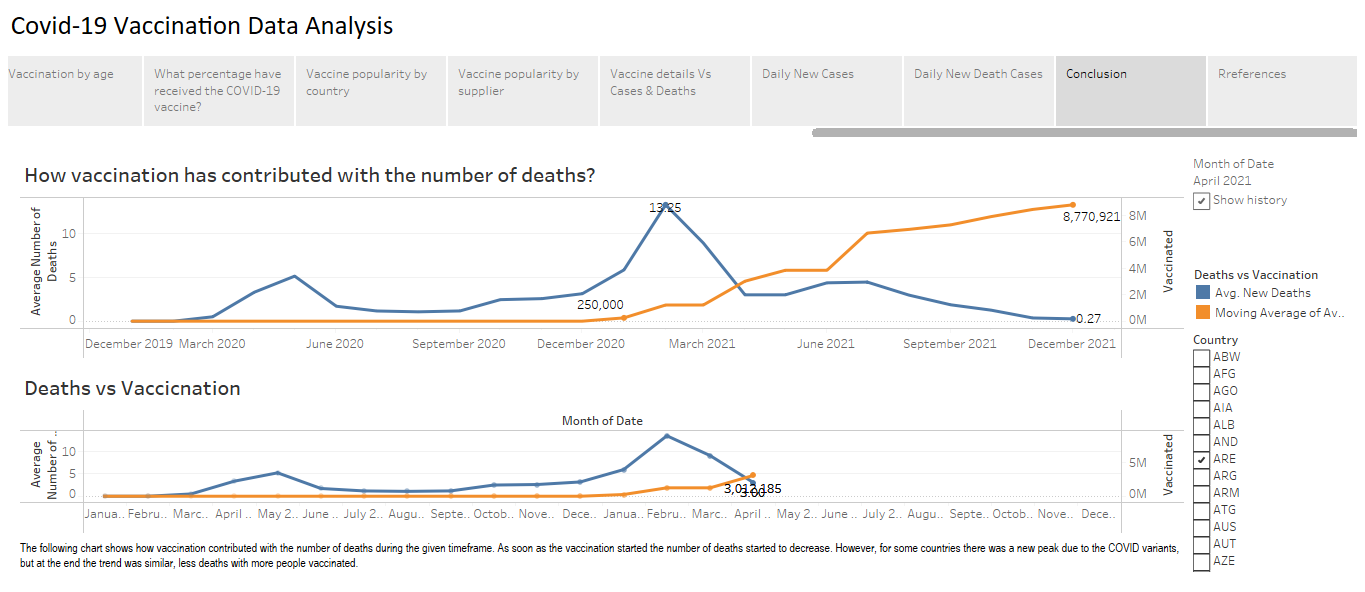 Covid-19 Vaccination Data Analysis
Vaccination by age
What percentage have
received the COVID-19
vaccine?
Vaccine popularity by
country
Vaccine popularity by
supplier
Vaccine details Vs
Cases & Deaths
Daily New Cases
Daily New Death Cases
Conclusion
Rreferences
How vaccination has contributed with the number of deaths?
Average Number of
Deaths
10
5
0
13.25
250,000
8,770,921
0.27
8M
6M
4M
2M
0M
Vaccinated
December 2019 March 2020 June 2020 September 2020 December 2020 March 2021 June 2021 September 2021 December 2021
Deaths vs Vaccicnation
Month of Date
Average
Number of ..
10
5
0
3,013,185
3.00
5M
0M
Vaccinated
Janua.. Febru.. Marc.. April .. May 2.. June .. July 2.. Augu.. Septe.. Octob.. Nove.. Dece.. Janua.. Febru.. Marc.. April .. May 2.. June .. July 2.. Augu.. Septe.. Octob.. Nove.. Dece..
The following chart shows how vaccination contributed with the number of deaths during the given timeframe. As soon as the vaccination started the number of deaths started to decrease. However, for some countries there was a new peak due to the COVID variants,
but at the end the trend was similar, less deaths with more people vaccinated.
Month of Date
April 2021
Show history
Deaths vs Vaccination
Avg. New Deaths
Moving Average of Av..
Country
ABW
AFG
AGO
AIA
ALB
AND
ARE
ARG
ARM
ATG
AUS
AUT
AZE